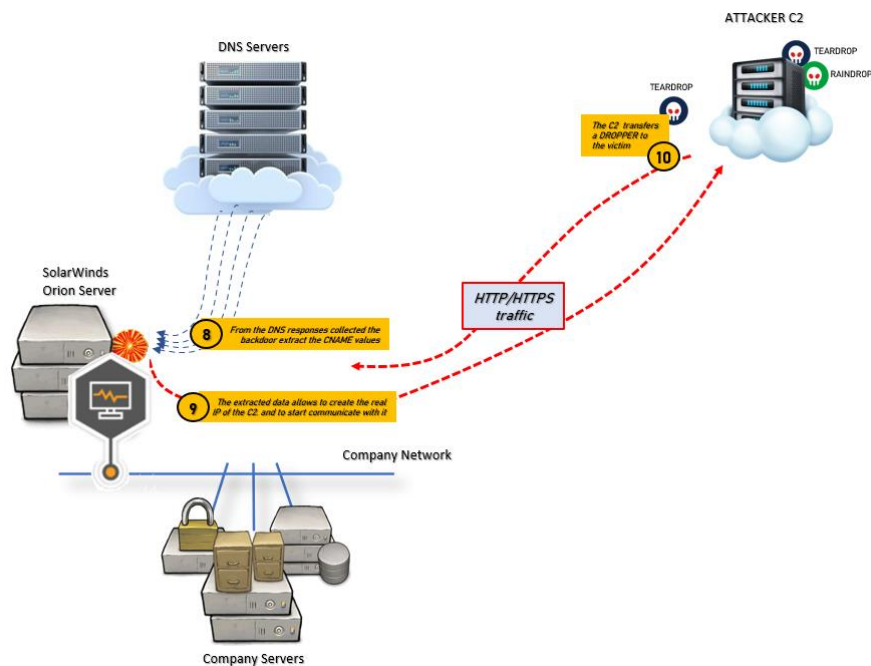 ATTACKER C2
DNS Servers
TEARDROP
RAINDROP
TEARDROP
The C2 transfers
a DROPPER to
the victim
10
SolarWinds
Orion Server
HTTP/HTTPS
traffic
8
From the DNS responses collected the
backdoor extract the CNAME values
9
The extracted data allows to create the real
IP of the C2. and to start communicate with it
Company Network
Company Servers